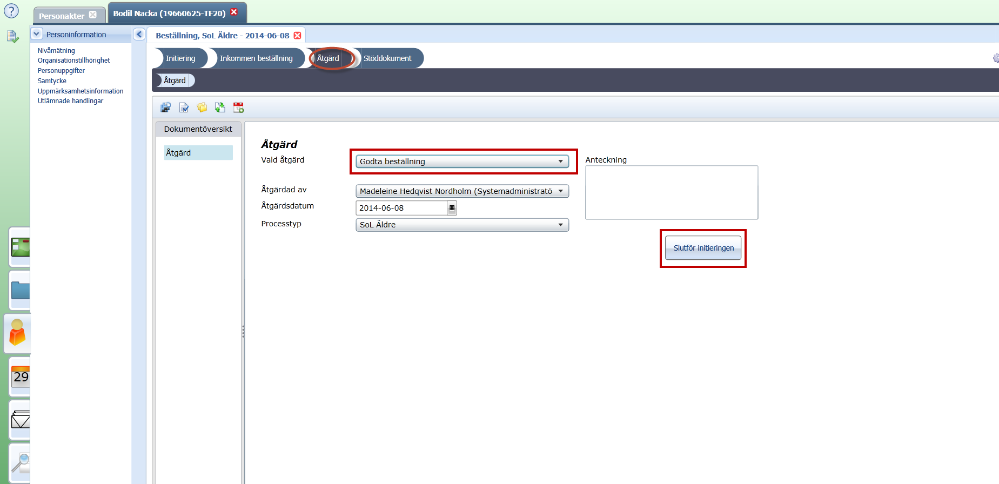 ?
Personakter
Bodil Nacka (19660625-TF20)
Personinformation
Beställning, SoL Äldre - 2014-06-08
Nivåmätning
Organisationstillhörighet
Personuppgifter
Samtycke
Uppmärksamhetsinformation
Utlämnade handlingar
Initiering
Inkommen beställning
Åtgärd
Stöddokument
Åtgärd
Dokumentöversikt
Åtgärd
Åtgärd
Vald åtgärd
Godta beställning
Anteckning
Åtgärdad av
Madeleine Hedqvist Nordholm (Systemadministratö
Åtgärdsdatum
2014-06-08
Processtyp
SoL Äldre
Slutför initieringen
29